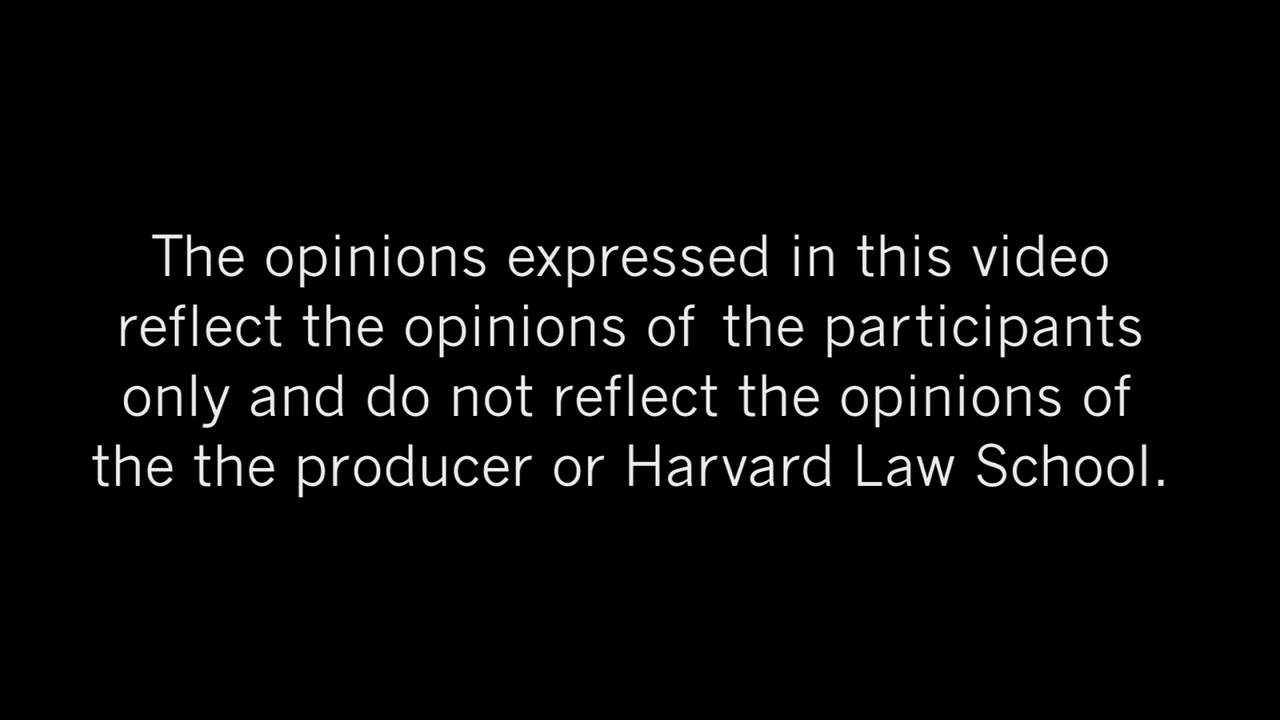 The opinions expressed in this video
reflect the opinions of the participants
only and do not reflect the opinions of
the the producer or Harvard Law School.